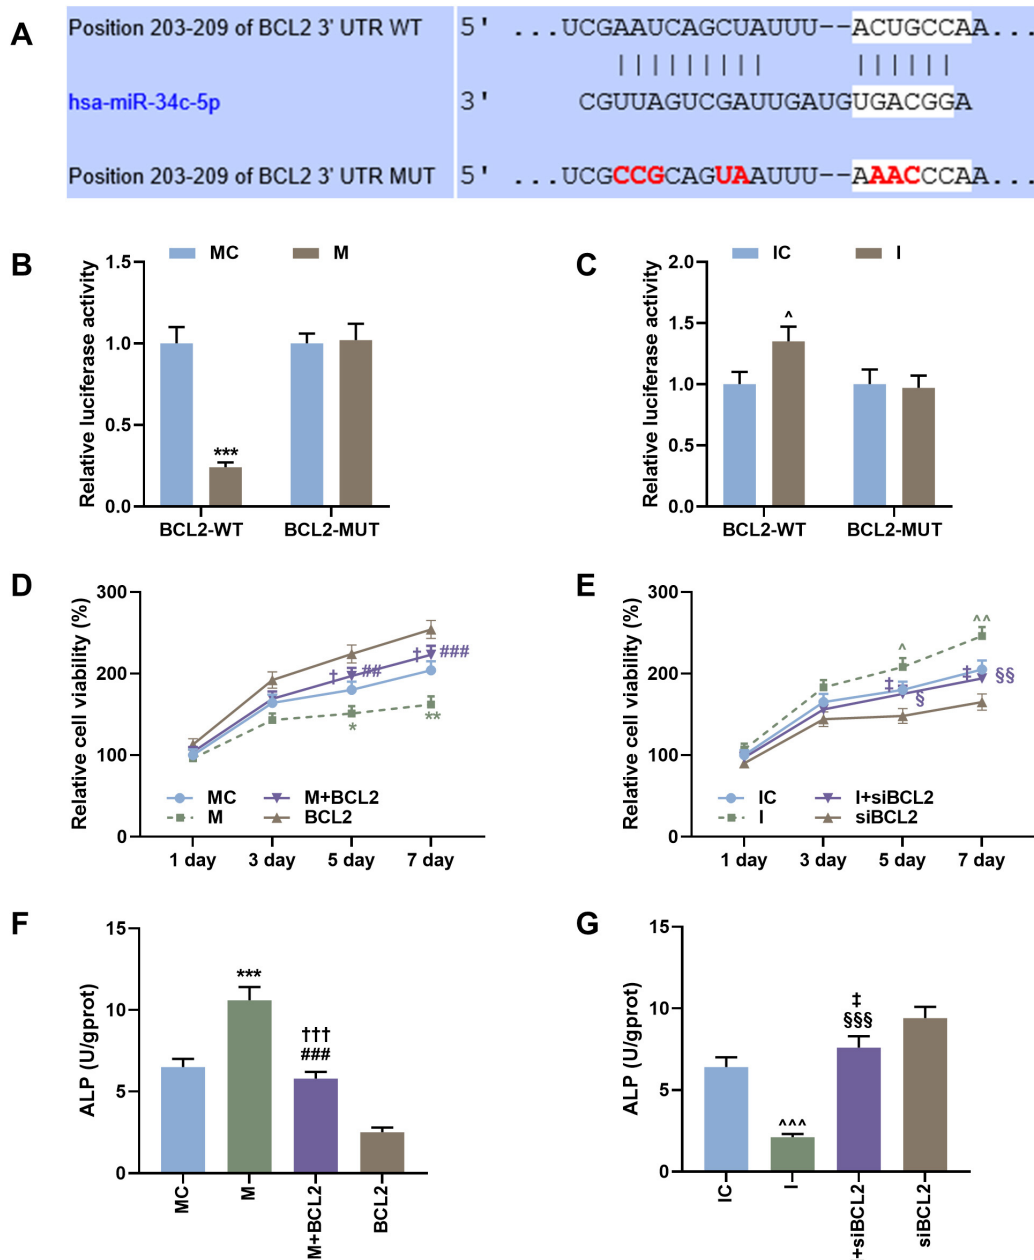 A
Position 203-209 of BCL2 3' UTR WT 5' ...UCGAAUCAGCUAUUU--ACUGCCAA...
hsa-miR-34c-5p 3' CGUUAGUCGAUUGAUGUGACGGA
Position 203-209 of BCL2 3' UTR MUT 5' ...UCGCCGCAGUAAUUU--AAACCCAA...
B
MC M
Relative luciferase activity
1.5
1.0
0.5
0.0
***
BCL2-WT BCL2-MUT
C
IC I
Relative luciferase activity
2.0
1.5
1.0
0.5
0.0
^
BCL2-WT BCL2-MUT
D
Relative cell viability (%)
300
200
100
0
† ## † ###
* **
MC M+BCL2
M BCL2
1 day 3 day 5 day 7 day
E
Relative cell viability (%)
300
200
100
0
^ ^^
‡ § ‡ §§
IC I+siBCL2
I siBCL2
1 day 3 day 5 day 7 day
F
ALP (U/gprot)
15
10
5
0
***
†††
###
MC M M+BCL2 BCL2
G
ALP (U/gprot)
15
10
5
0
^^^
‡
§§§
IC I +siBCL2 siBCL2